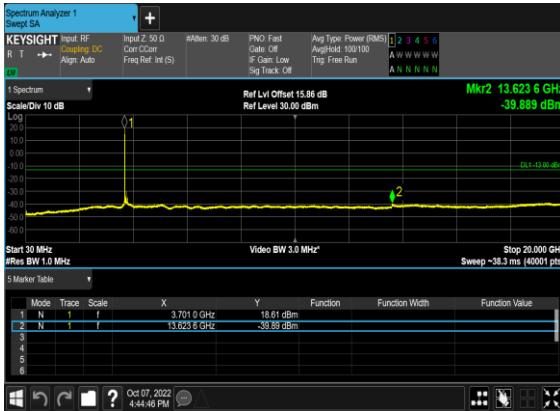 Spectrum Analyzer 1
Swept SA
+
KEYSIGHT Input: RF Input Z: 50 Ω #Atten: 30 dB PNO: Fast Avg Type: Power (RMS) 1 2 3 4 5 6
R T Coupling: DC Corr CCorr Gate: Off Avg|Hold: 100/100 A W W W W W
Align: Auto Freq Ref: Int (S) IF Gain: Low Trig: Free Run
Sig Track: Off A N N N N N
1 Spectrum Ref Lvl Offset 15.86 dB Mkr2 13.623 6 GHz
Scale/Div 10 dB Ref Level 30.00 dBm -39.889 dBm
Log
1
20.0
10.0
0.00
-10.0
DL1 -13.00 dBm
-20.0
-30.0
2
-40.0
-50.0
-60.0
Start 30 MHz Video BW 3.0 MHz* Stop 20.000 GHz
#Res BW 1.0 MHz Sweep ~38.3 ms (40001 pts)
5 Marker Table
Mode Trace Scale X Y Function Function Width Function Value
1 N 1 f 3.701 0 GHz 18.61 dBm
2 N 1 f 13.623 6 GHz -39.89 dBm
3
4
5
6
? Oct 07, 2022
4:44:46 PM